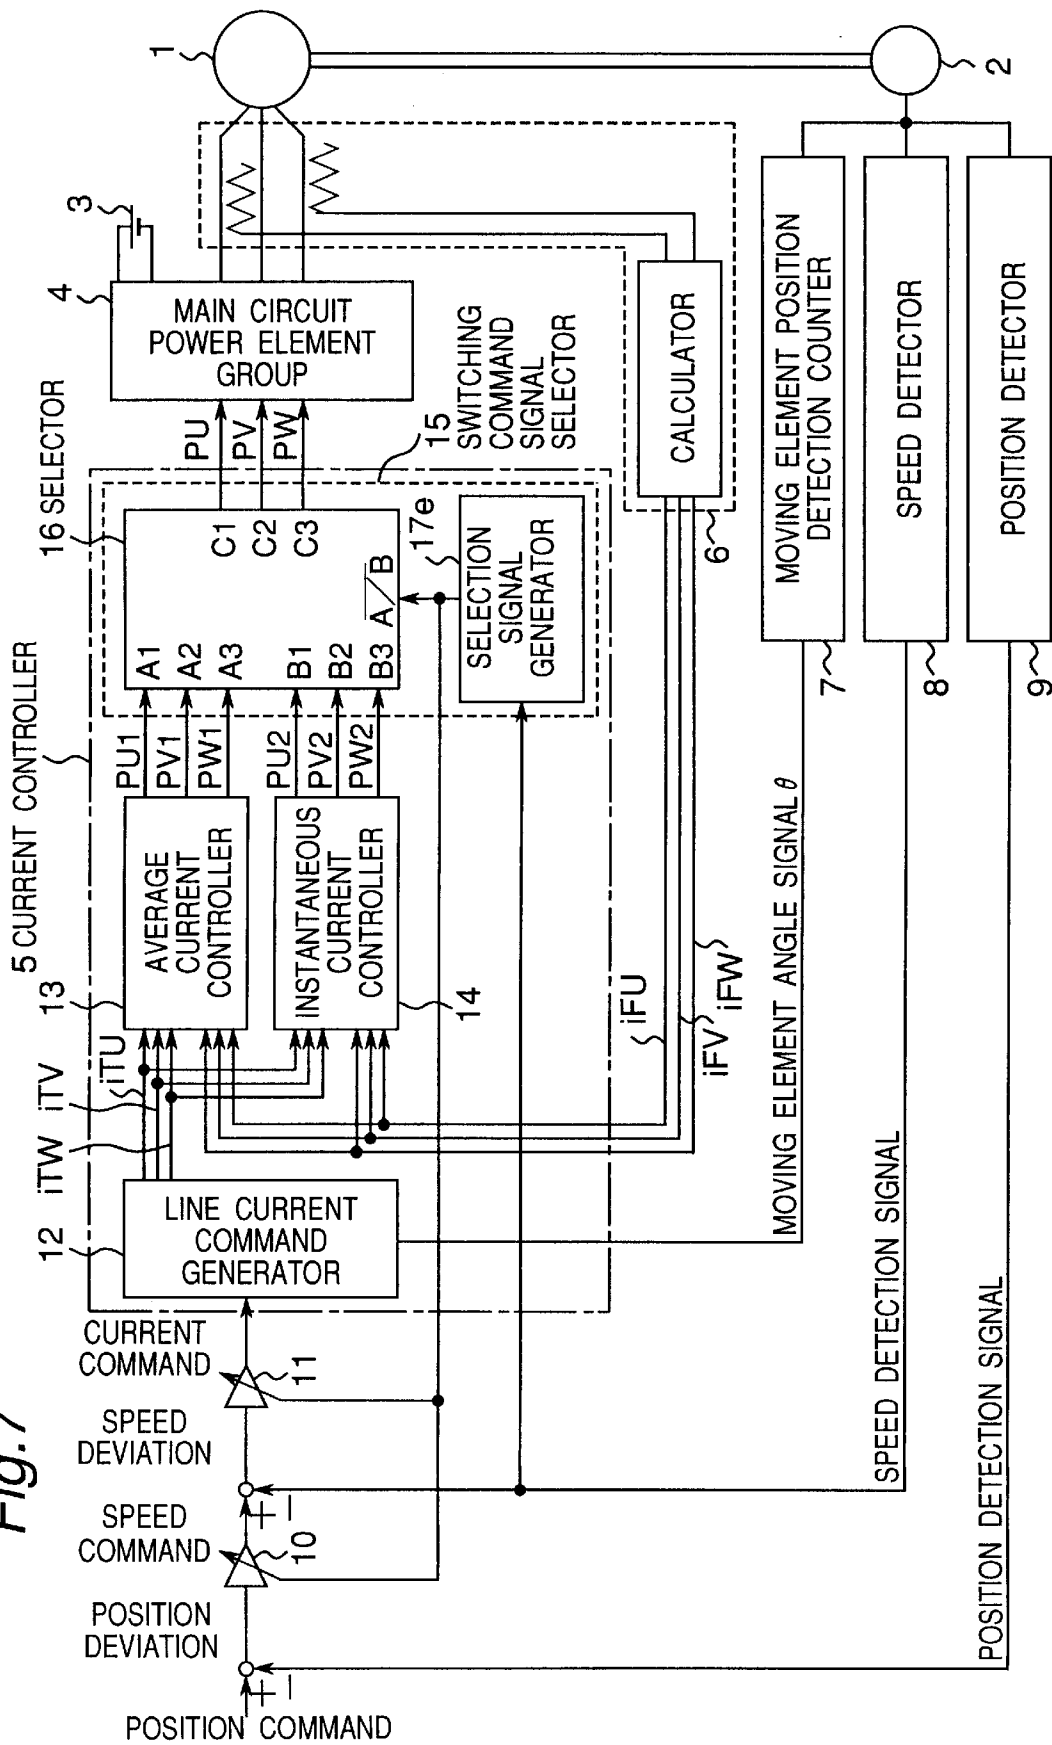 Fig.7
POSITION COMMAND
+
−
POSITION
DEVIATION
SPEED
COMMAND
10
+
−
SPEED
DEVIATION
CURRENT
COMMAND
11
5 CURRENT CONTROLLER
12
LINE CURRENT
COMMAND
GENERATOR
iTW
iTV
iTU
13
AVERAGE
CURRENT
CONTROLLER
14
INSTANTANEOUS
CURRENT
CONTROLLER
PU1
PV1
PW1
PU2
PV2
PW2
16 SELECTOR
A1
A2
A3
B1
B2
B3
C1
C2
C3
A/B
17e
SELECTION
SIGNAL
GENERATOR
15
SWITCHING
COMMAND
SIGNAL
SELECTOR
PU
PV
PW
4
MAIN CIRCUIT
POWER ELEMENT
GROUP
3
1
2
6
CALCULATOR
iFU
iFV
iFW
7
MOVING ELEMENT POSITION
DETECTION COUNTER
8
SPEED DETECTOR
9
POSITION DETECTOR
MOVING ELEMENT ANGLE SIGNAL θ
SPEED DETECTION SIGNAL
POSITION DETECTION SIGNAL